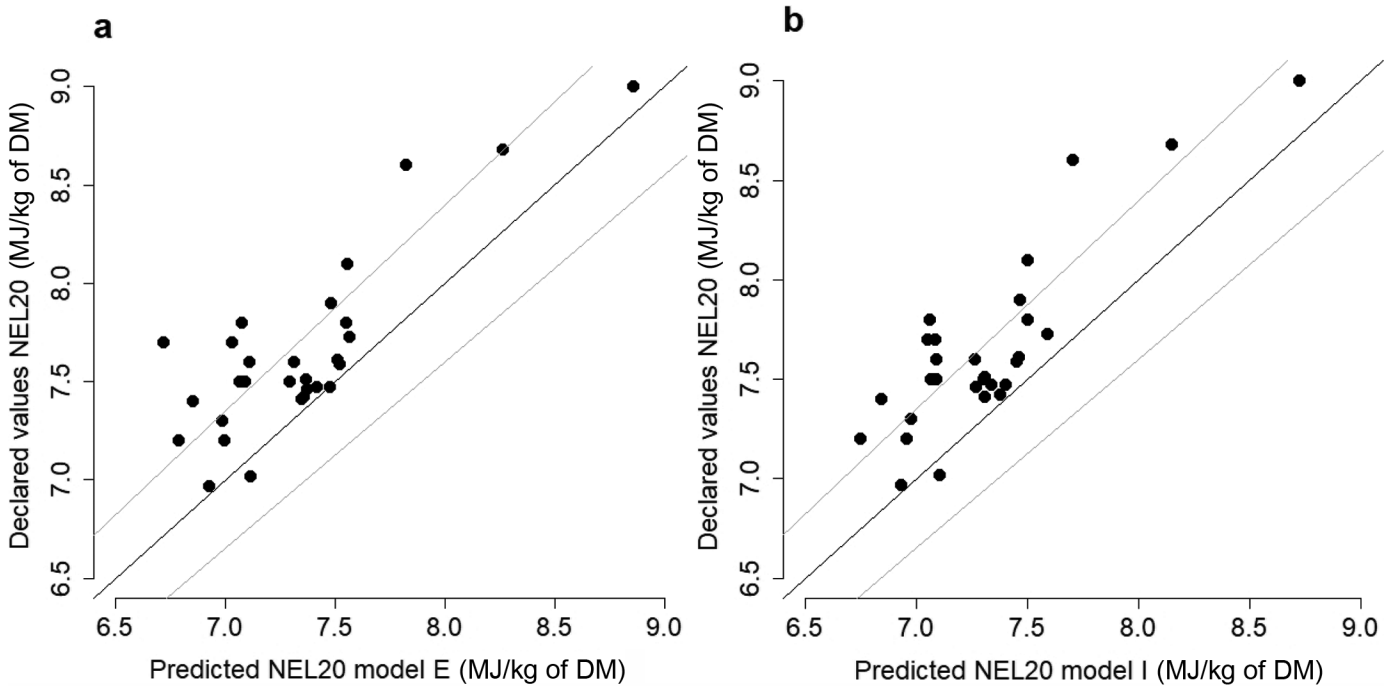 a
Declared values NEL20 (MJ/kg of DM)
9.0
8.5
8.0
7.5
7.0
6.5
6.5 7.0 7.5 8.0 8.5 9.0
Predicted NEL20 model E (MJ/kg of DM)
b
Declared values NEL20 (MJ/kg of DM)
9.0
8.5
8.0
7.5
7.0
6.5
6.5 7.0 7.5 8.0 8.5 9.0
Predicted NEL20 model I (MJ/kg of DM)